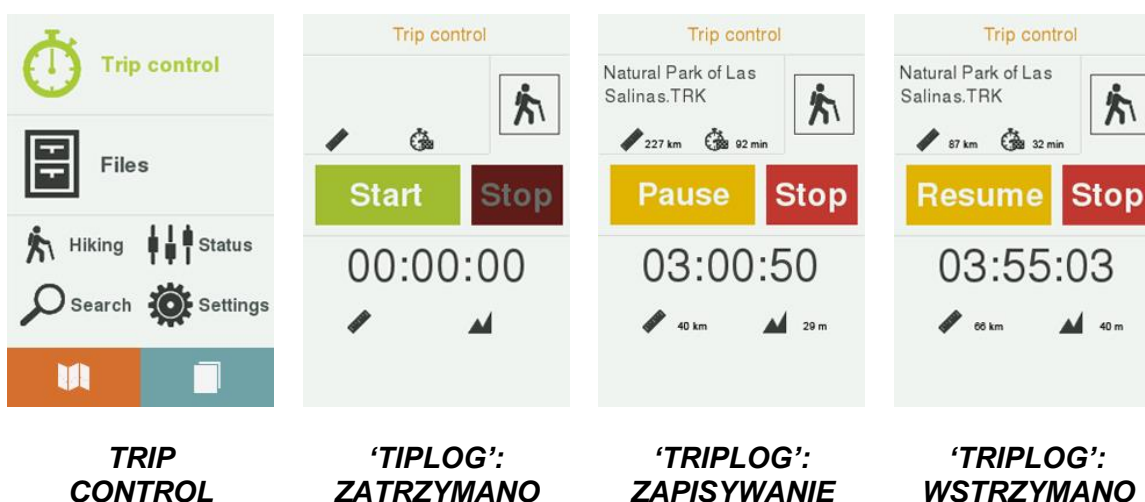 Trip control
Files
Hiking
Status
Search
Settings
TRIP
CONTROL
Trip control
Start
Stop
00:00:00
‘TIPLOG’:
ZATRZYMANO
Trip control
Natural Park of Las
Salinas.TRK
227 km
92 min
Pause
Stop
03:00:50
40 km
29 m
‘TRIPLOG’:
ZAPISYWANIE
Trip control
Natural Park of Las
Salinas.TRK
87 km
32 min
Resume
Stop
03:55:03
66 km
40 m
‘TRIPLOG’:
WSTRZYMANO